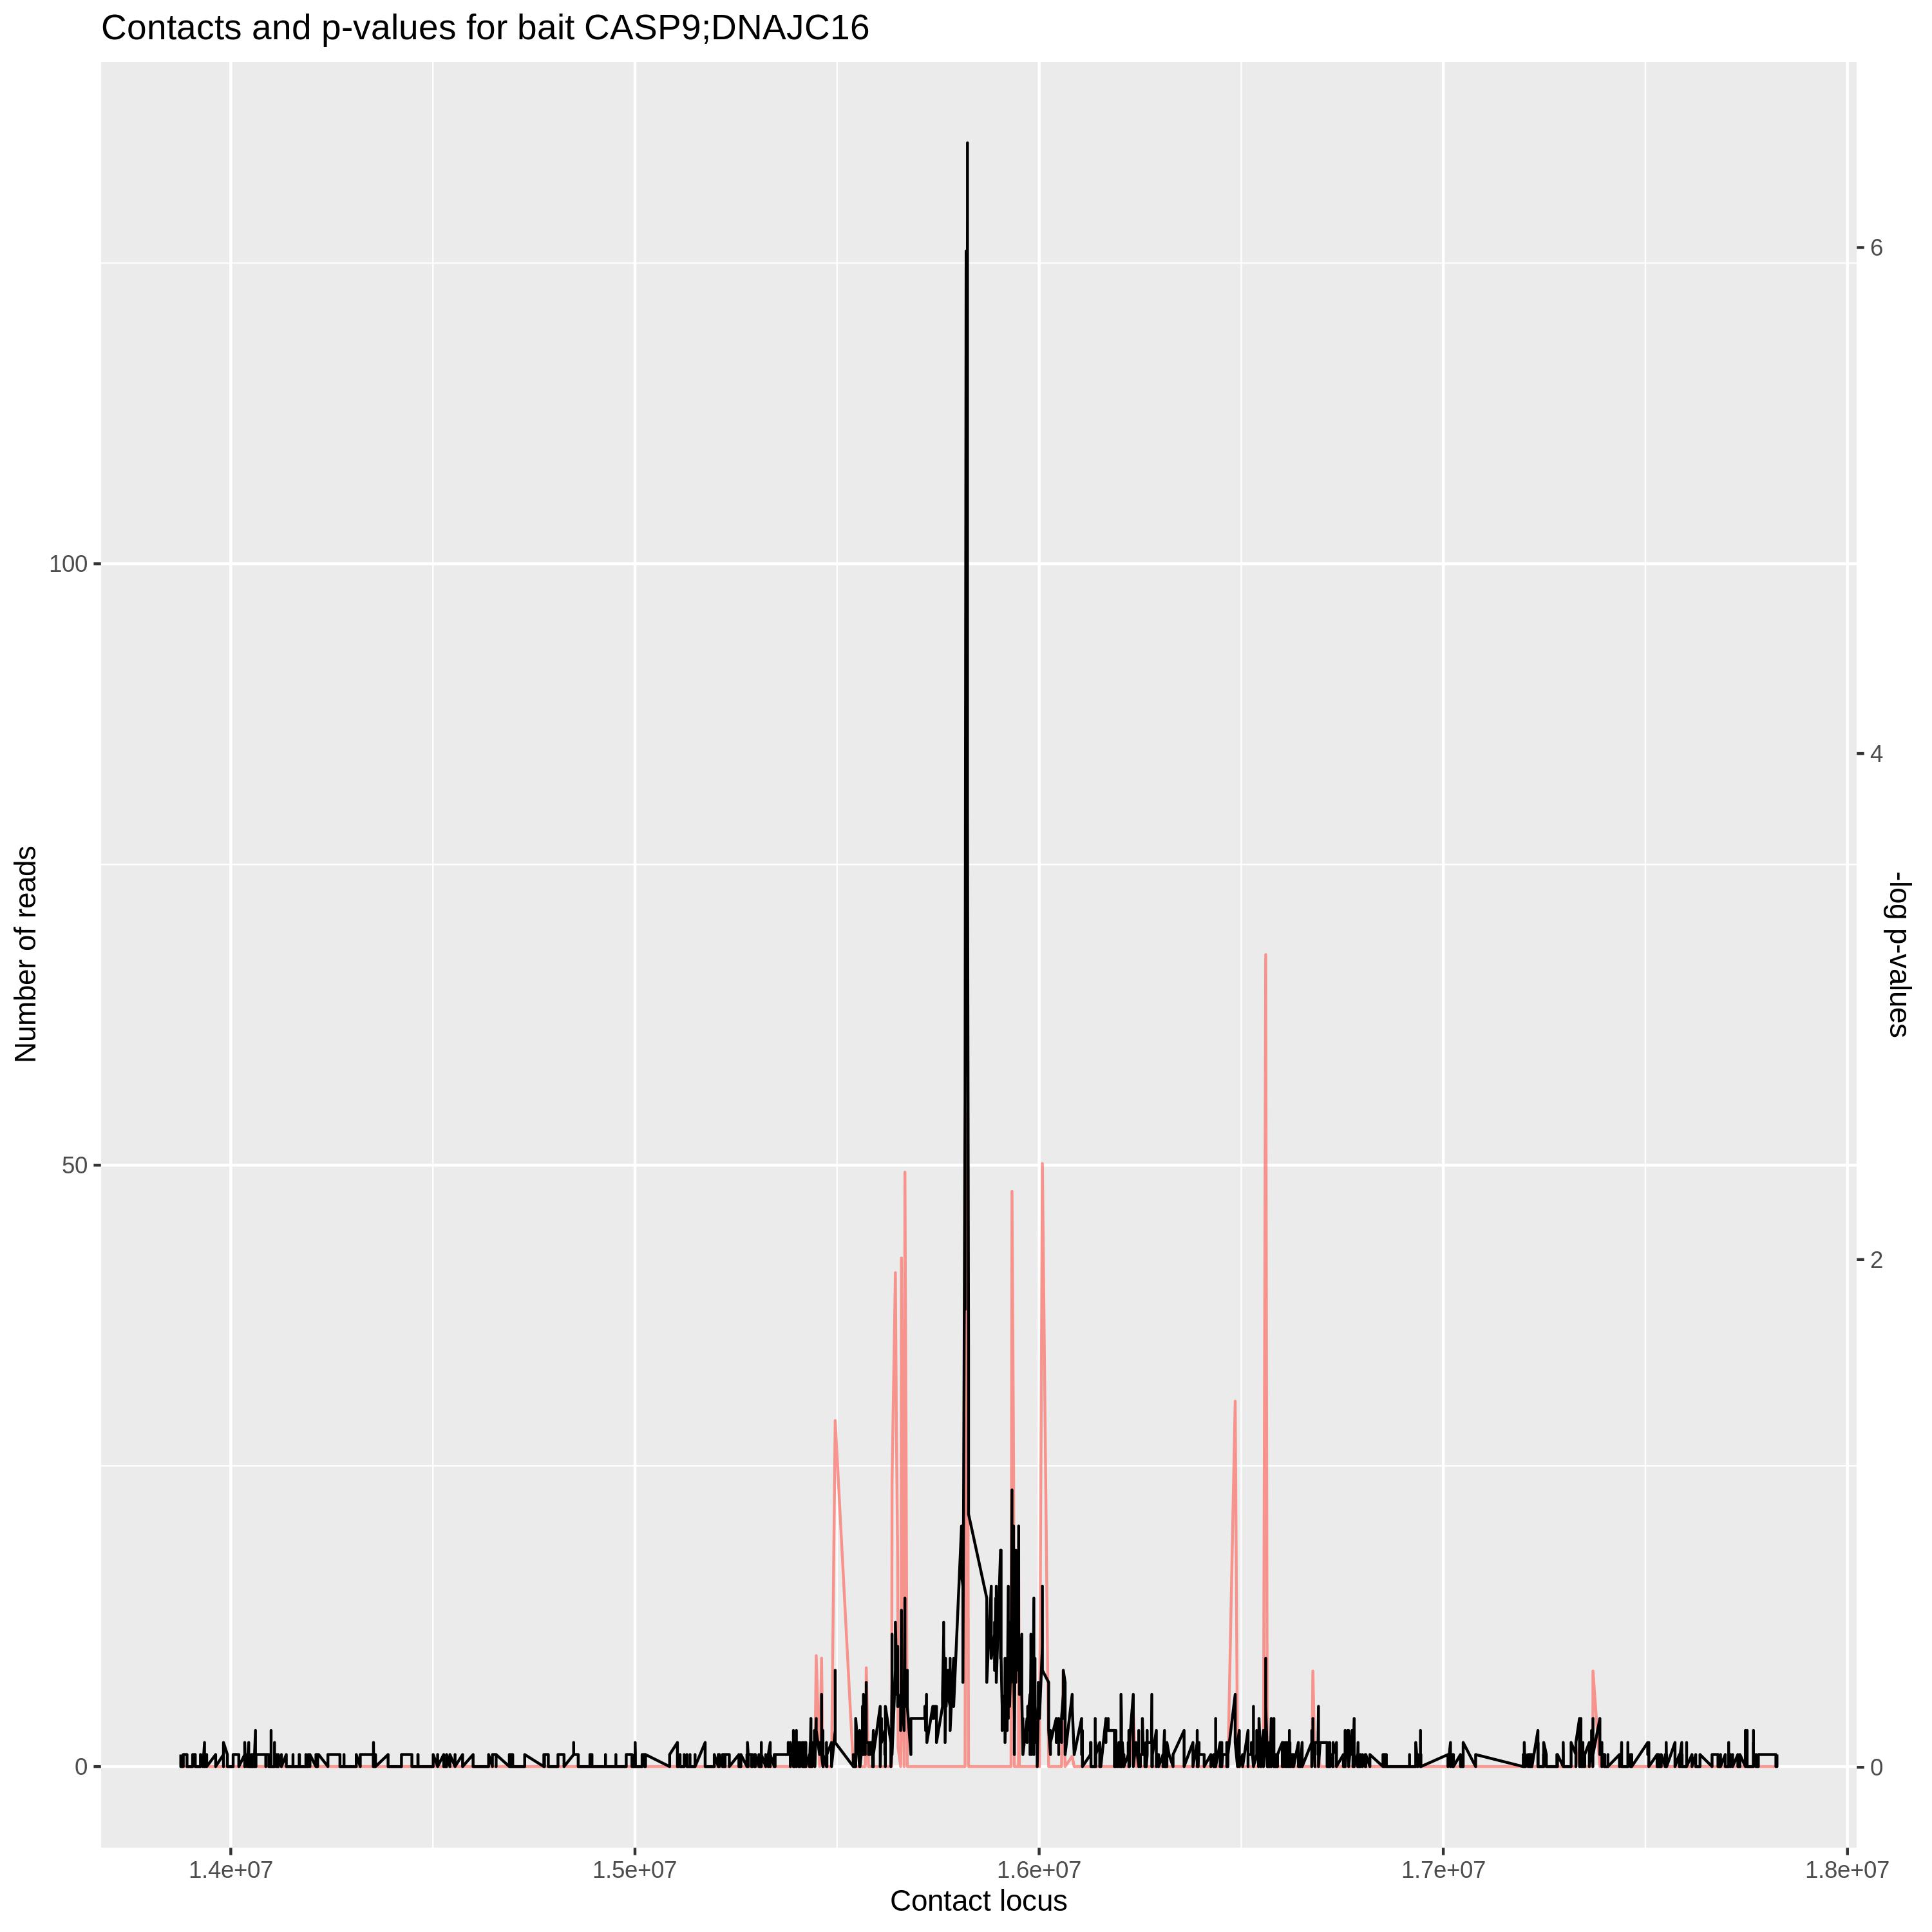 Contacts and p-values for bait CASP9;DNAJC16
Number of reads
100
50
0
6
4
2
0
-log p-values
1.4e+07
1.5e+07
1.6e+07
1.7e+07
1.8e+07
Contact locus